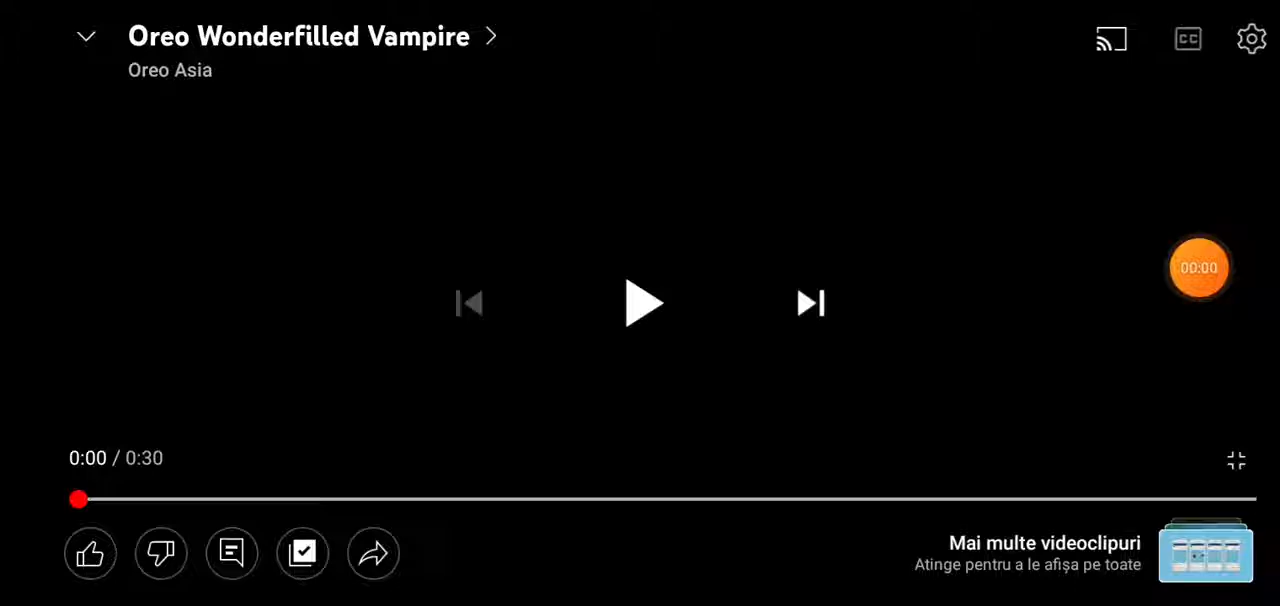 Oreo Wonderfilled Vampire
Oreo Asia
CC
00:00
0:00 / 0:30
Mai multe videoclipuri
Atinge pentru a le afișa pe toate